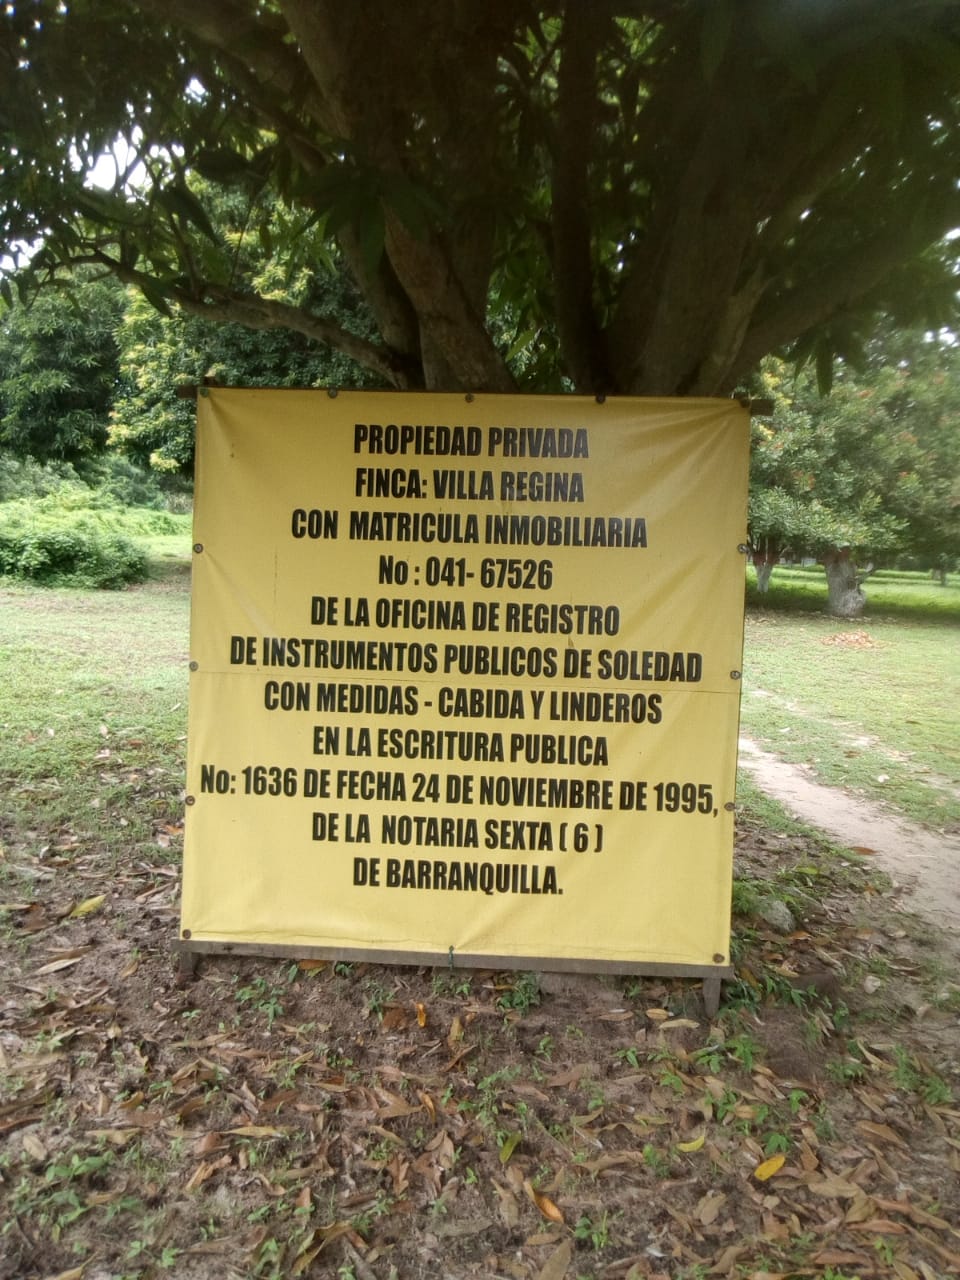 PROPIEDAD PRIVADA
FINCA: VILLA REGINA
CON MATRICULA INMOBILIARIA
No : 041- 67526
DE LA OFICINA DE REGISTRO
DE INSTRUMENTOS PUBLICOS DE SOLEDAD
CON MEDIDAS - CABIDA Y LINDEROS
EN LA ESCRITURA PUBLICA
No: 1636 DE FECHA 24 DE NOVIEMBRE DE 1995,
DE LA NOTARIA SEXTA ( 6 )
DE BARRANQUILLA.